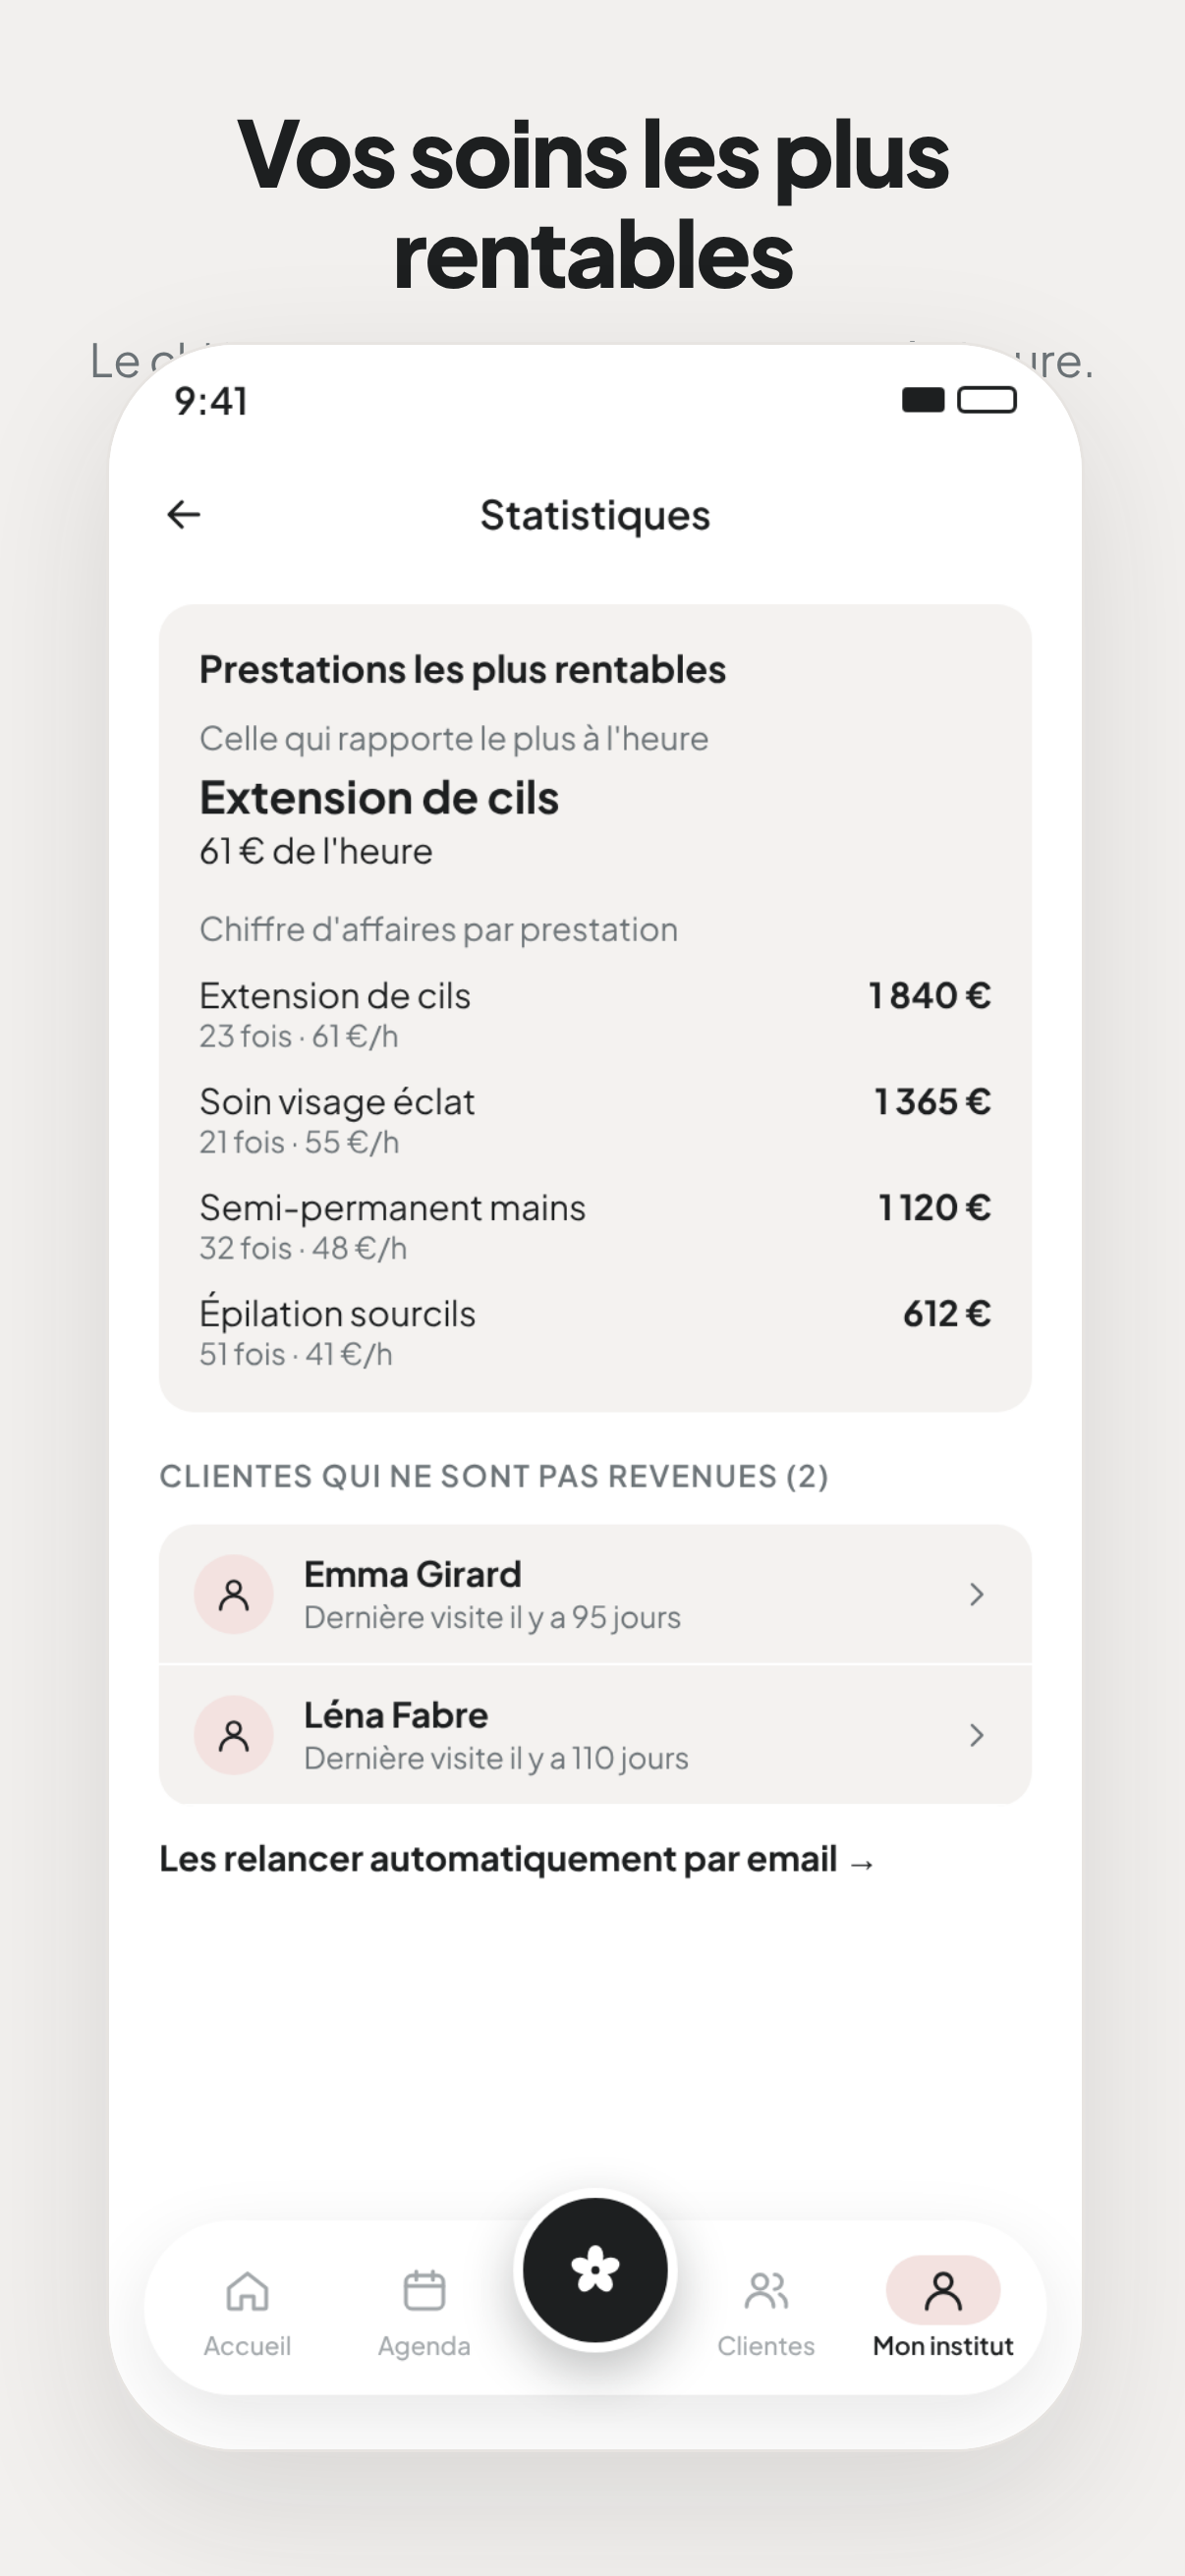 Vos soins les plus
rentables
Le
9:41
Statistiques
Prestations les plus rentables
Celle qui rapporte le plus à l'heure
Extension de cils
61 € de l'heure
Chiffre d'affaires par prestation
Extension de cils
1 840 €
23 fois · 61 €/h
Soin visage éclat
1 365 €
21 fois · 55 €/h
Semi-permanent mains
1 120 €
32 fois · 48 €/h
Épilation sourcils
612 €
51 fois · 41 €/h
CLIENTES QUI NE SONT PAS REVENUES (2)
Emma Girard
Dernière visite il y a 95 jours
Léna Fabre
Dernière visite il y a 110 jours
Les relancer automatiquement par email →
Accueil
Agenda
Clientes
Mon institut